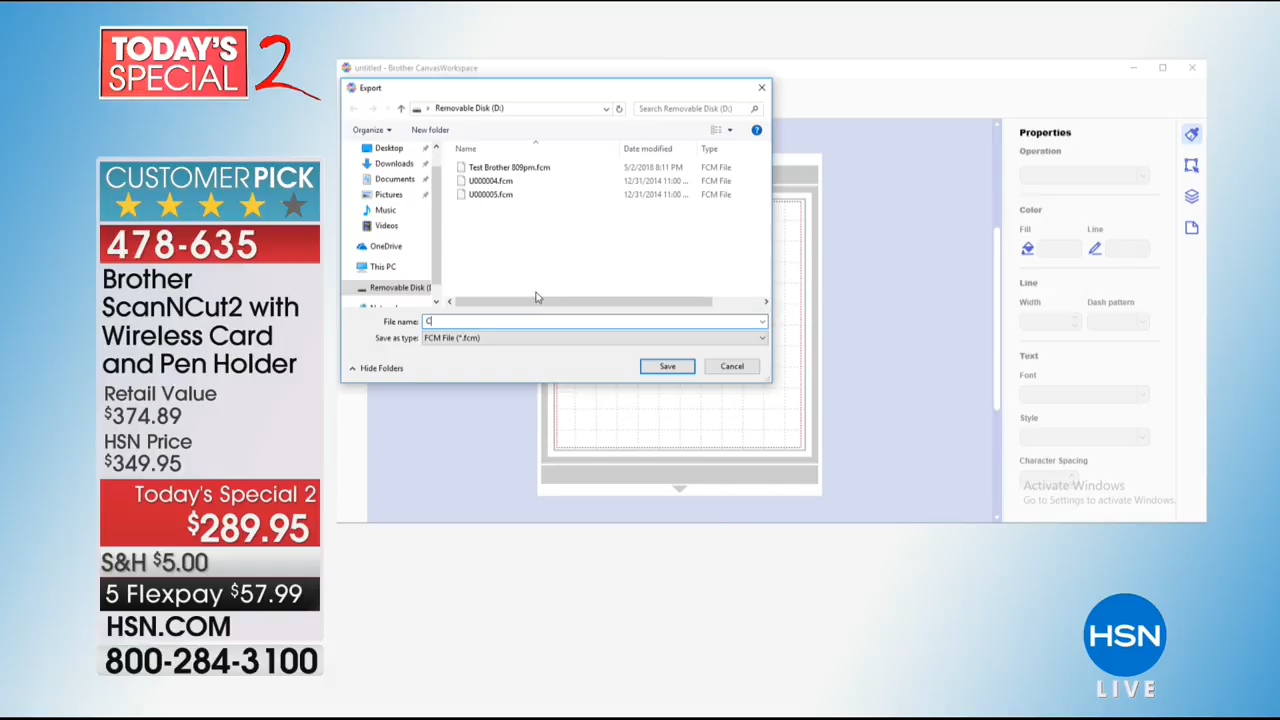 TODAY'S
SPECIAL 2
CUSTOMER PICK
478-635
Brother
ScanNCut2 with
Wireless Card
and Pen Holder
Retail Value
$374.89
HSN Price
$349.95
Today's Special 2
$289.95
S&H $5.00
5 Flexpay $57.99
HSN.COM
800-284-3100
untitled - Brother CanvasWorkspace
Export
Removable Disk (D:)
Search Removable Disk (D:)
Organize
New folder
Desktop
Downloads
Documents
Pictures
Music
Videos
OneDrive
This PC
Removable Disk (
Name Date modified Type
Test Brother 809pm.fcm 5/2/2018 8:11 PM FCM File
U000004.fcm 12/31/2014 11:00 ... FCM File
U000005.fcm 12/31/2014 11:00 ... FCM File
File name: C
Save as type: FCM File (*.fcm)
Hide Folders
Save
Cancel
Properties
Operation
Color
Fill Line
Line
Width Dash pattern
Text
Font
Style
Character Spacing
Activate Windows
Go to Settings to activate Windows.
HSN
LIVE